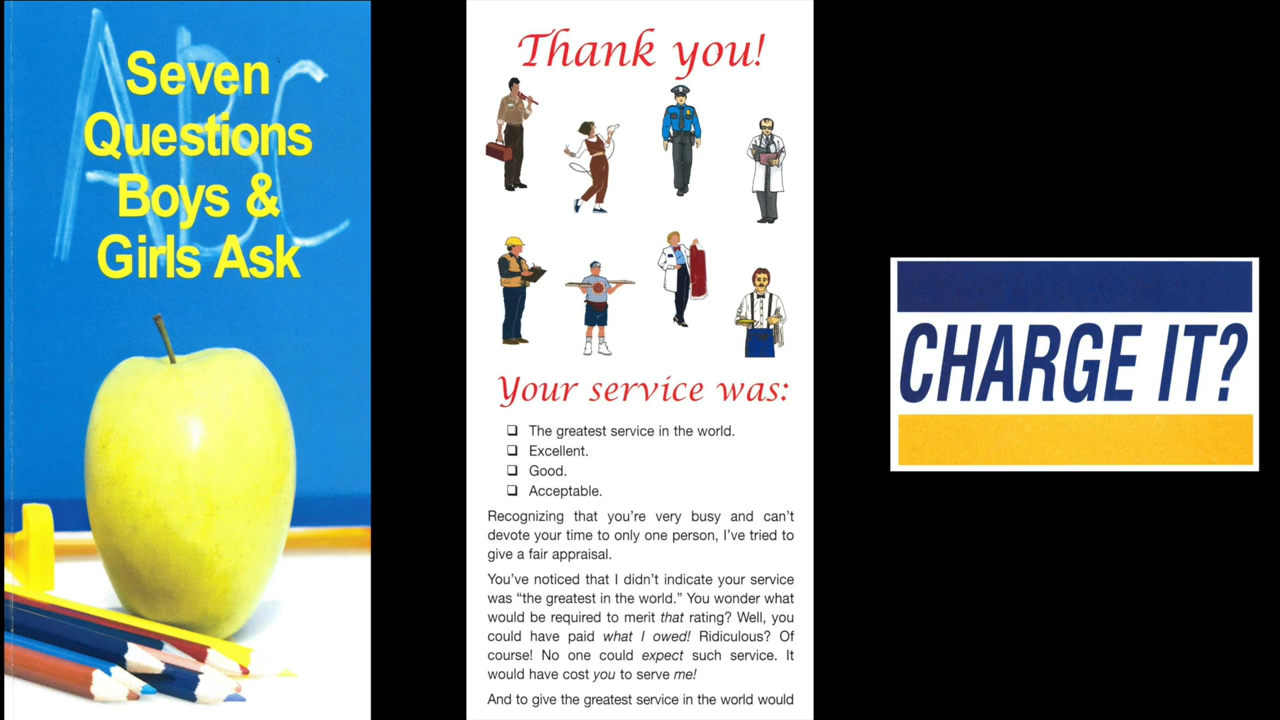 ABC
Seven
Questions
Boys &
Girls Ask
Thank you!
Your service was:
❑ The greatest service in the world.
❑ Excellent.
❑ Good.
❑ Acceptable.
Recognizing that you're very busy and can't
devote your time to only one person, I've tried to
give a fair appraisal.
You've noticed that I didn't indicate your service
was “the greatest in the world.” You wonder what
would be required to merit that rating? Well, you
could have paid what I owed! Ridiculous? Of
course! No one could expect such service. It
would have cost you to serve me!
And to give the greatest service in the world would
CHARGE IT?